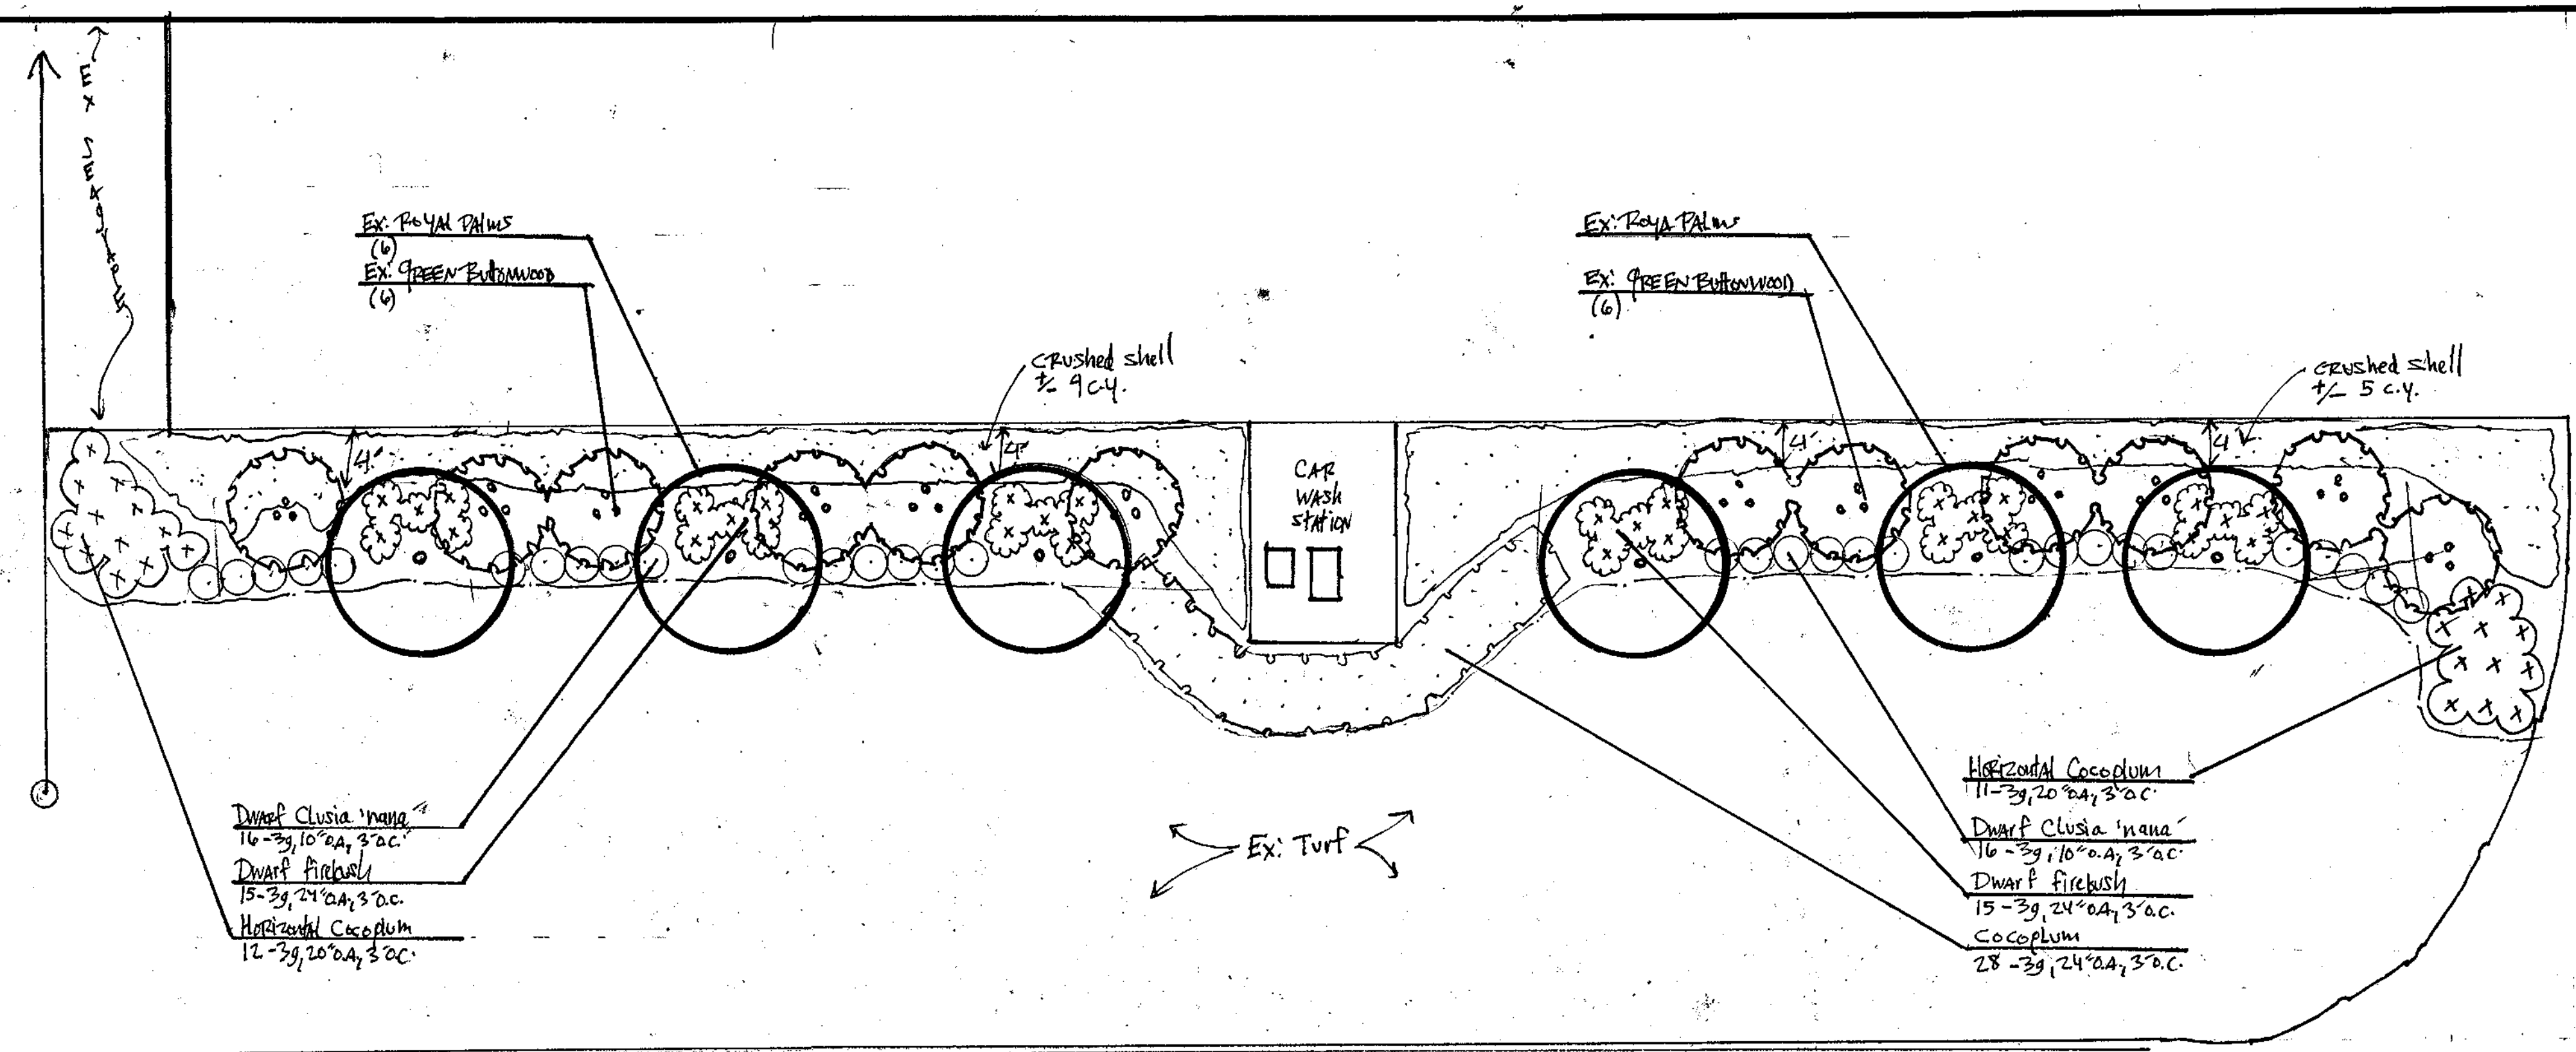 EX SEAGRAPE
Ex: ROYAL PALMS
(6)
Ex: GREEN BUTTONWOOD
(6)
CRUSHED SHELL
+/- 9 C.Y.
Ex: ROYA PALMS
Ex: GREEN BUTTONWOOD
(6)
CRUSHED SHELL
+/- 5 C.Y.
4'
4'
4'
4'
CAR
WASH
STATION
Dwarf Clusia 'nana'
16-3g, 10" O.A, 3' O.C.
Dwarf firebush
15-3g, 24" O.A, 3' O.C.
Horizontal Cocoplum
12-3g, 20" O.A, 3' O.C.
Ex: Turf
Horizontal Cocoplum
11-3g, 20" O.A, 3' O.C.
Dwarf Clusia 'nana'
16-3g, 10" O.A, 3' O.C.
Dwarf firebush
15-3g, 24" O.A, 3' O.C.
Cocoplum
28-3g, 24" O.A, 3' O.C.